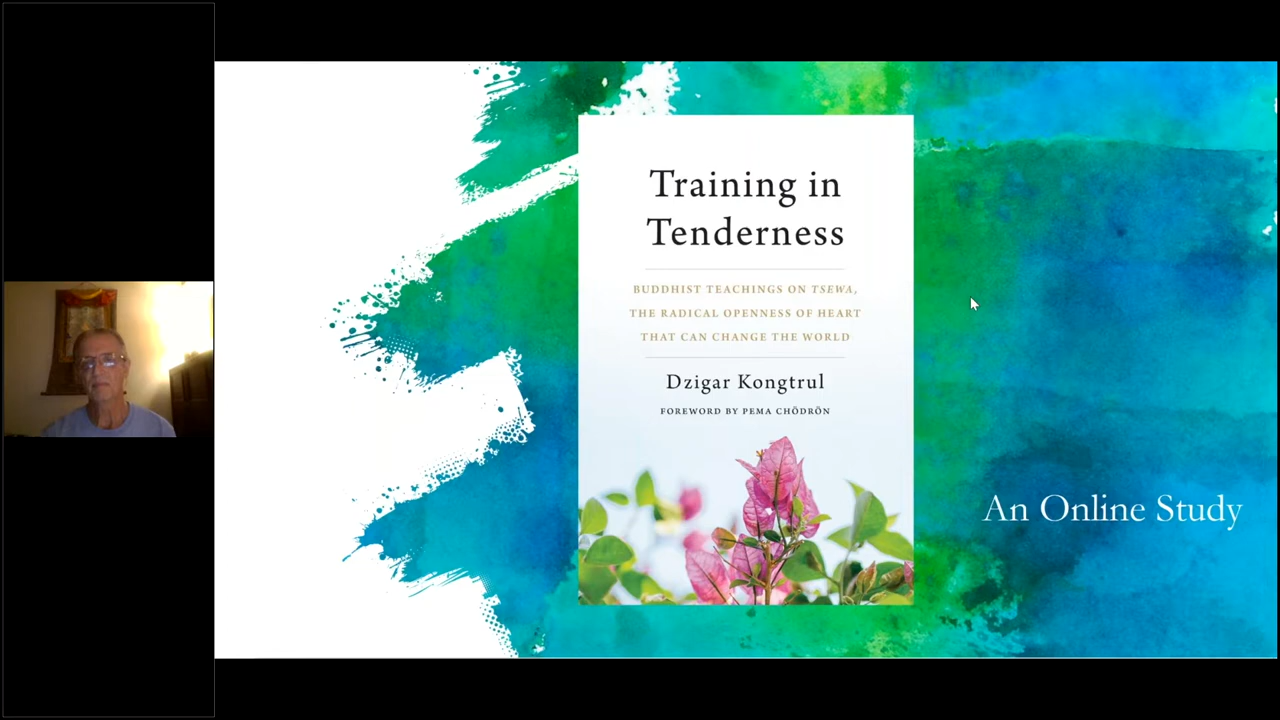 Training in
Tenderness
BUDDHIST TEACHINGS ON TSEWA,
THE RADICAL OPENNESS OF HEART
THAT CAN CHANGE THE WORLD
Dzigar Kongtrul
FOREWORD BY PEMA CHÖDRÖN
An Online Study